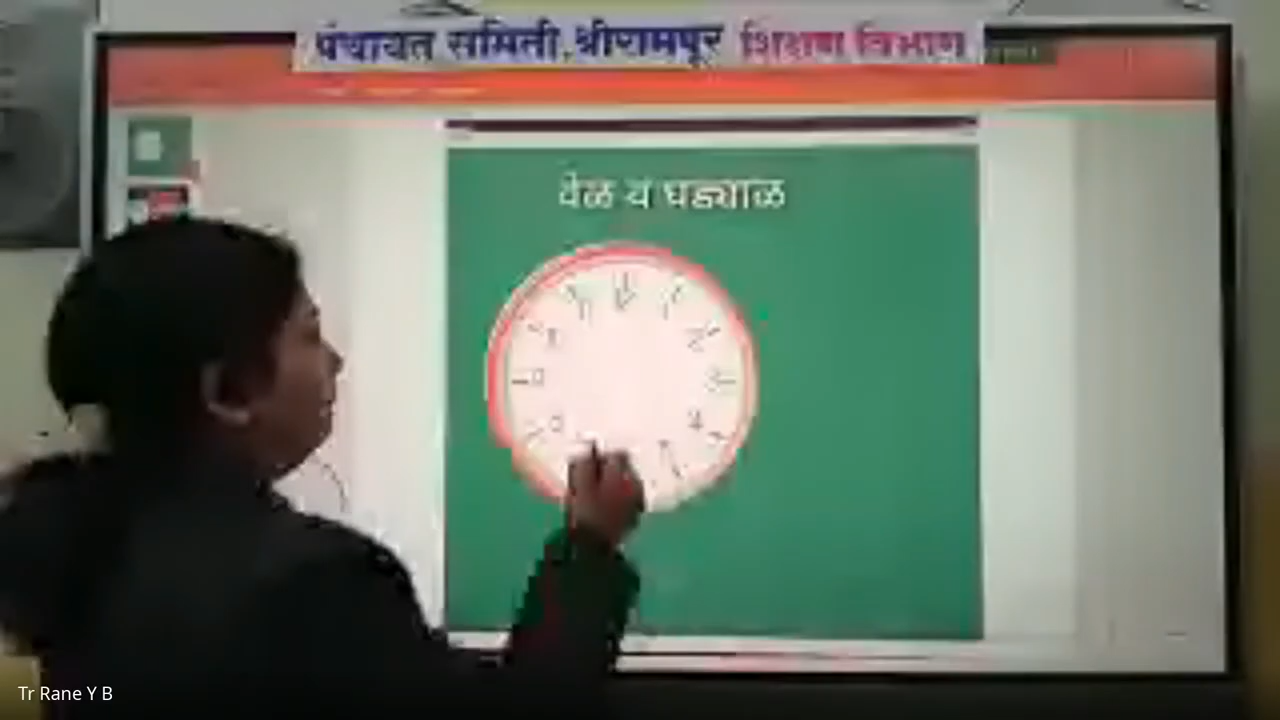 पंचायत समिती.श्रीरामपूर शिक्षण विभाग
वेळ व घड्याळ
Tr Rane Y B